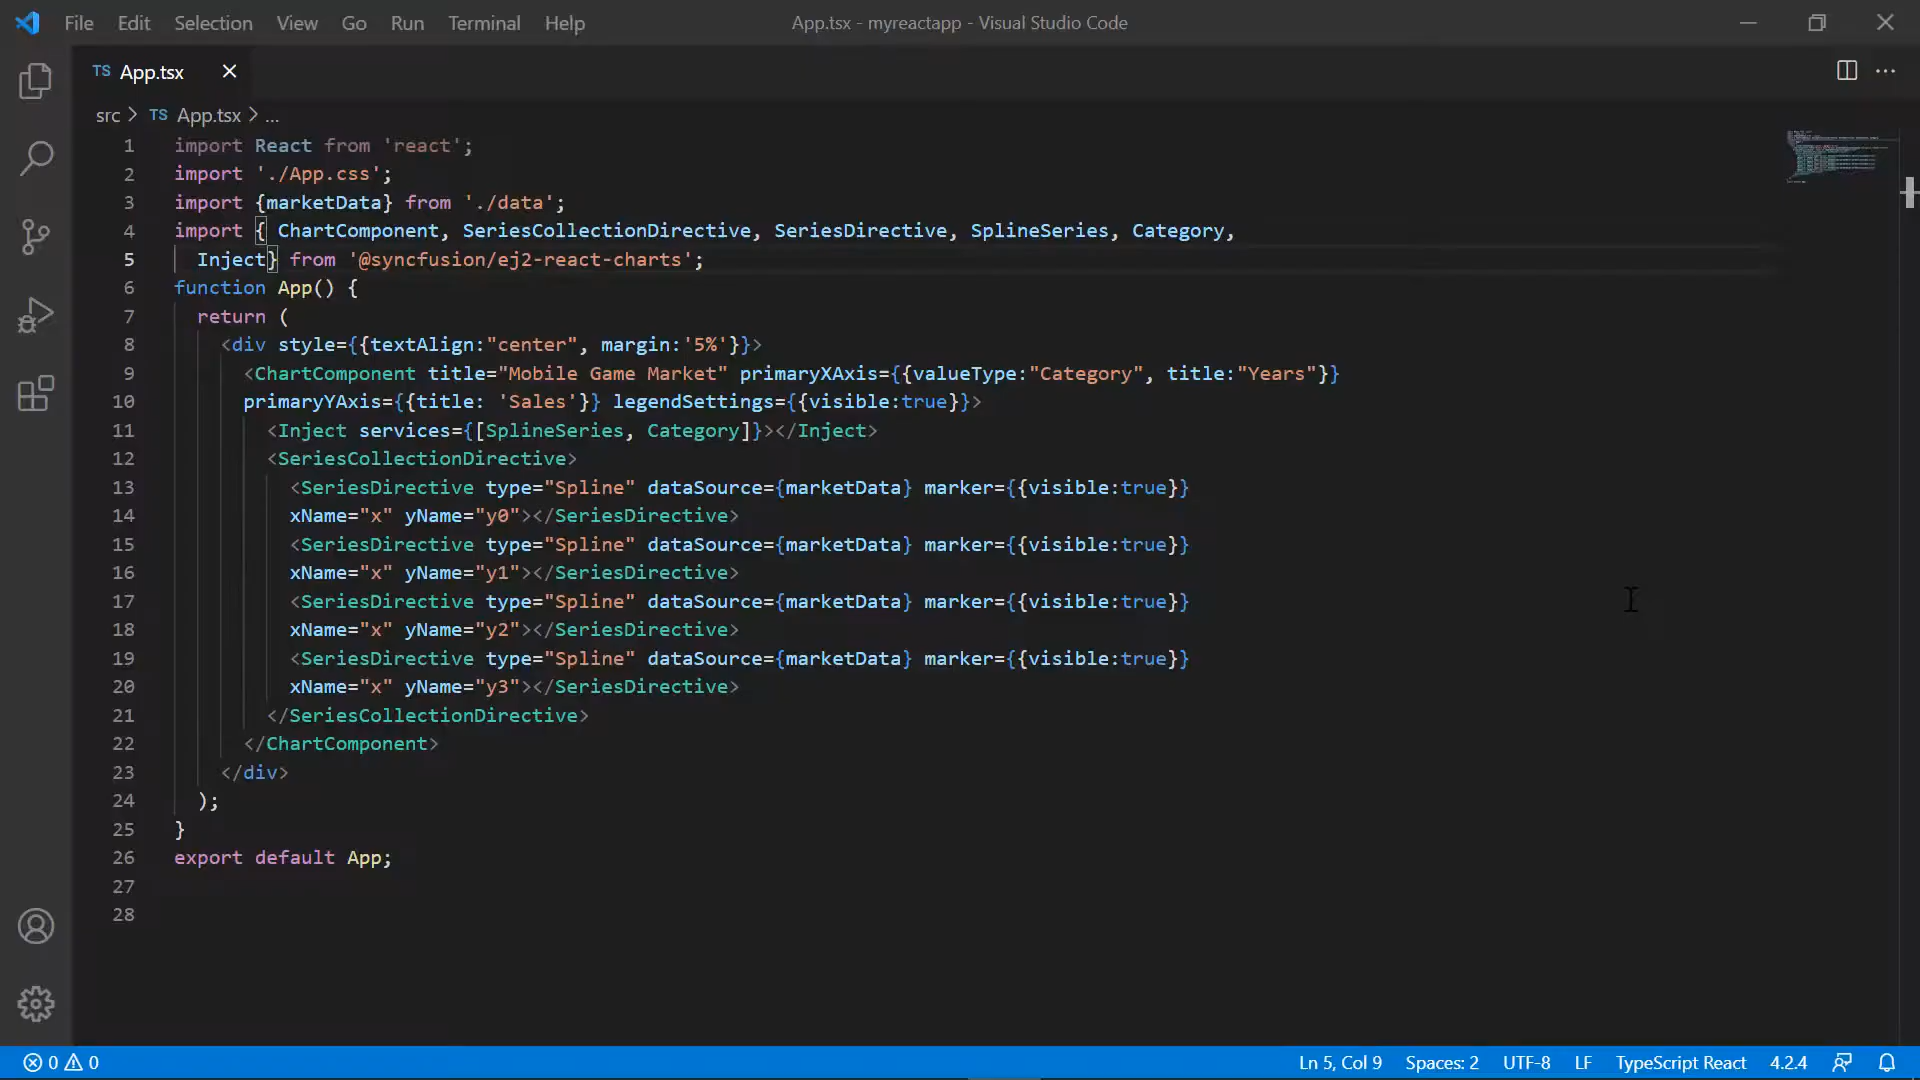 File Edit Selection View Go Run Terminal Help App.tsx - myreactapp - Visual Studio Code
TS App.tsx
src > TS App.tsx > ...
1 import React from 'react';
2 import './App.css';
3 import {marketData} from './data';
4 import { ChartComponent, SeriesCollectionDirective, SeriesDirective, SplineSeries, Category,
5 Inject} from '@syncfusion/ej2-react-charts';
6 function App() {
7 return (
8 <div style={{textAlign:"center", margin:'5%'}}>
9 <ChartComponent title="Mobile Game Market" primaryXAxis={{valueType:"Category", title:"Years"}}
10 primaryYAxis={{title: 'Sales'}} legendSettings={{visible:true}}>
11 <Inject services={[SplineSeries, Category]}></Inject>
12 <SeriesCollectionDirective>
13 <SeriesDirective type="Spline" dataSource={marketData} marker={{visible:true}}
14 xName="x" yName="y0"></SeriesDirective>
15 <SeriesDirective type="Spline" dataSource={marketData} marker={{visible:true}}
16 xName="x" yName="y1"></SeriesDirective>
17 <SeriesDirective type="Spline" dataSource={marketData} marker={{visible:true}}
18 xName="x" yName="y2"></SeriesDirective>
19 <SeriesDirective type="Spline" dataSource={marketData} marker={{visible:true}}
20 xName="x" yName="y3"></SeriesDirective>
21 </SeriesCollectionDirective>
22 </ChartComponent>
23 </div>
24 );
25 }
26 export default App;
27
28
0 0 Ln 5, Col 9 Spaces: 2 UTF-8 LF TypeScript React 4.2.4